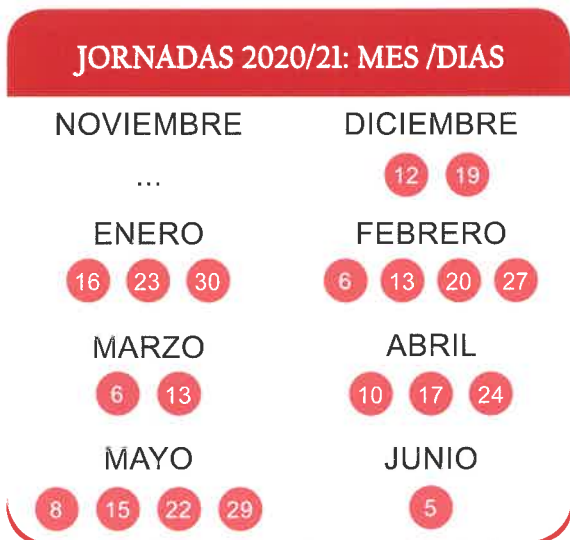 JORNADAS 2020/21: MES /DIAS
NOVIEMBRE DICIEMBRE
... 12 19
ENERO FEBRERO
16 23 30 6 13 20 27
MARZO ABRIL
6 13 10 17 24
MAYO JUNIO
8 15 22 29 5